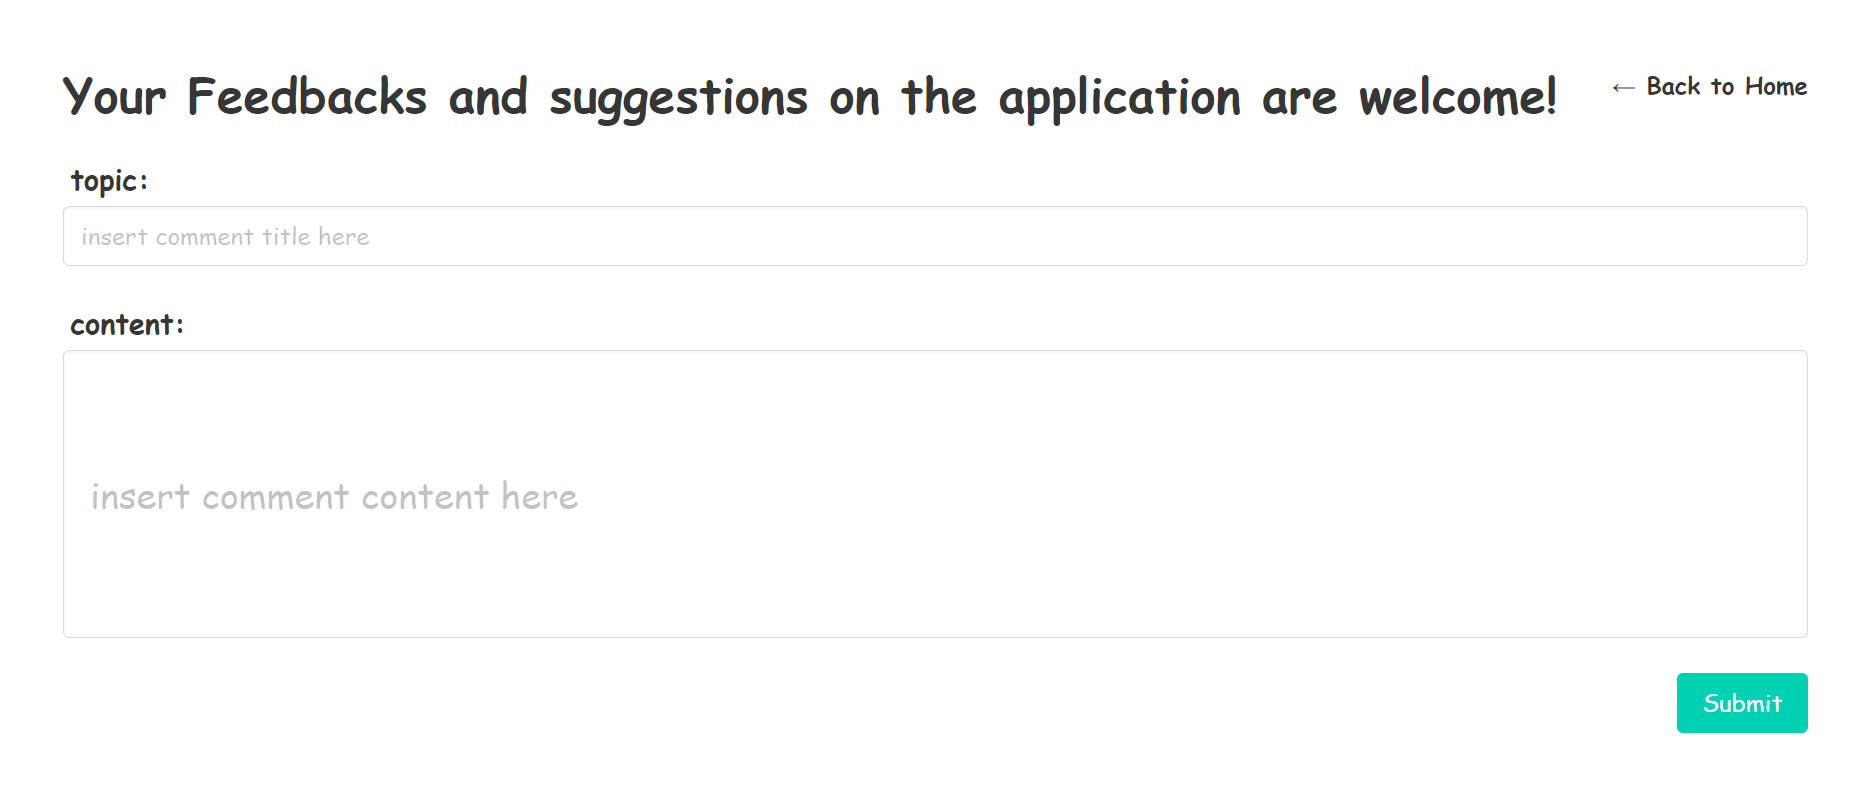 Your Feedbacks and suggestions on the application are welcome!
← Back to Home
topic:
insert comment title here
content:
insert comment content here
Submit